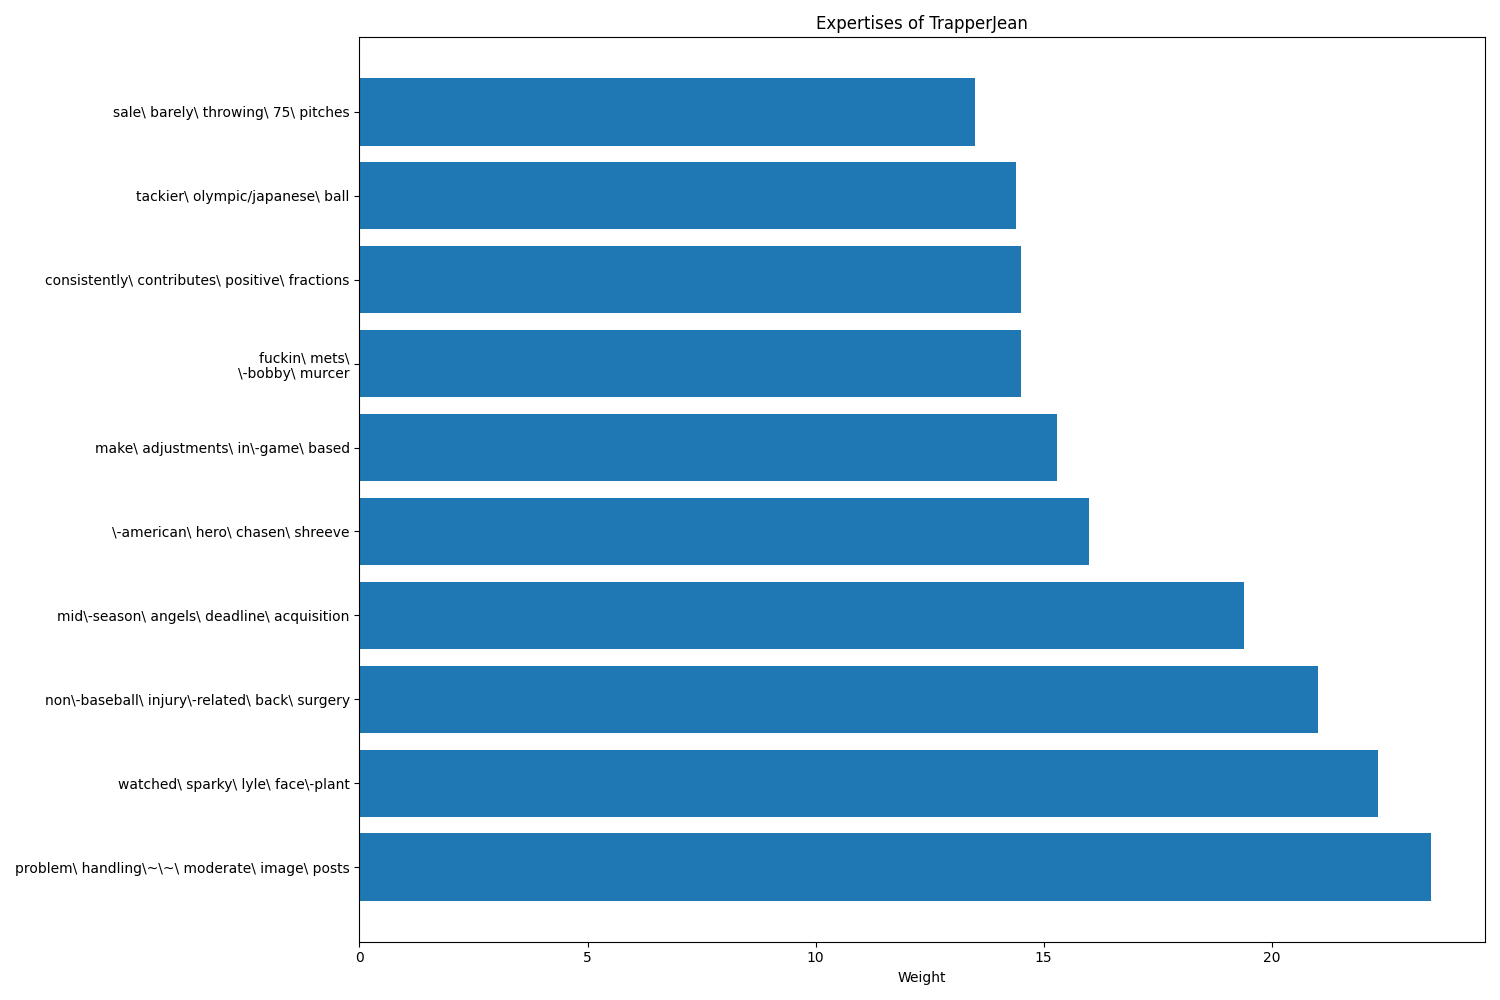 Expertises of TrapperJean
sale\ barely\ throwing\ 75\ pitches
tackier\ olympic/japanese\ ball
consistently\ contributes\ positive\ fractions
fuckin\ mets\
\-bobby\ murcer
make\ adjustments\ in\-game\ based
\-american\ hero\ chasen\ shreeve
mid\-season\ angels\ deadline\ acquisition
non\-baseball\ injury\-related\ back\ surgery
watched\ sparky\ lyle\ face\-plant
problem\ handling\~\~\ moderate\ image\ posts
0 5 10 15 20
Weight